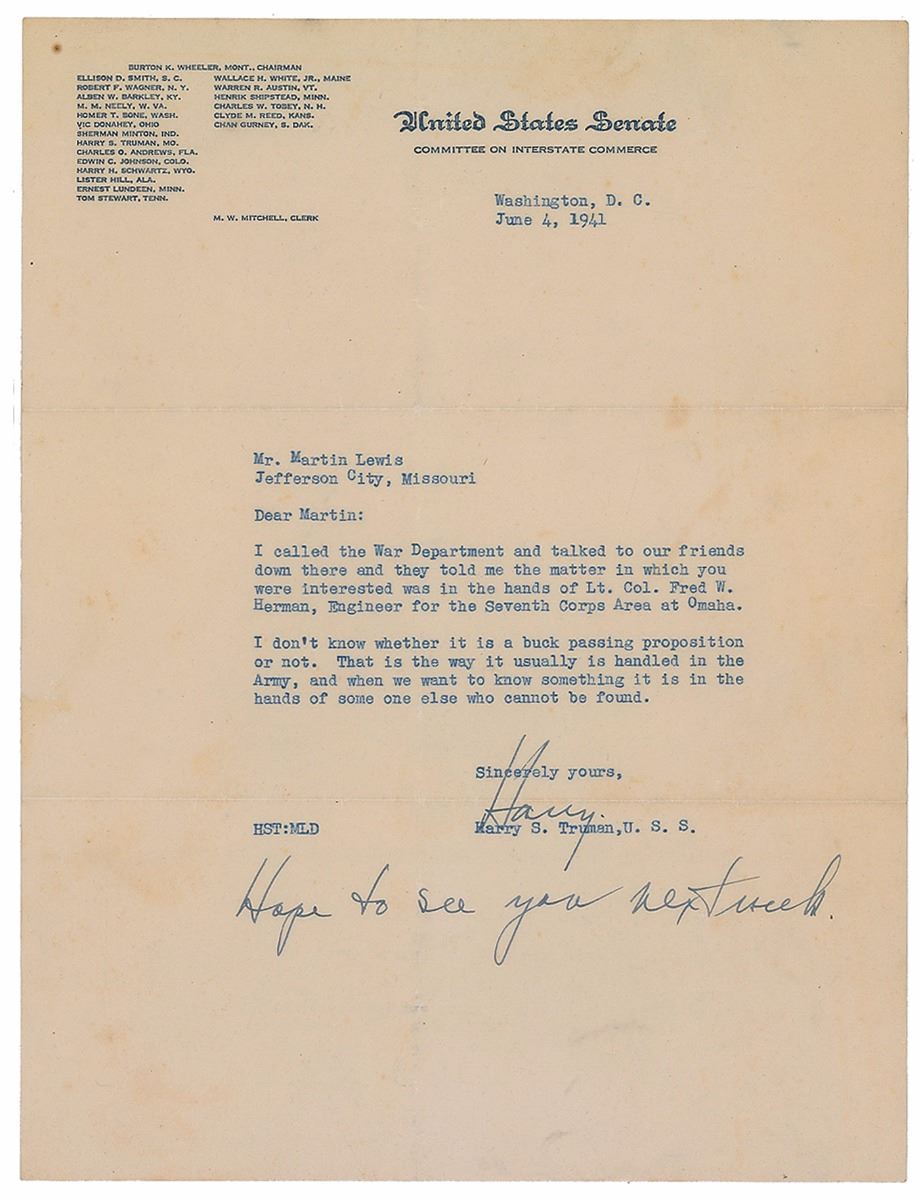 BURTON K. WHEELER, MONT., CHAIRMAN
ELLISON D. SMITH, S. C.
ROBERT F. WAGNER, N. Y.
ALBEN W. BARKLEY, KY.
M. M. NEELY, W. VA.
HOMER T. BONE, WASH.
VIC DONAHEY, OHIO
SHERMAN MINTON, IND.
HARRY S. TRUMAN, MO.
CHARLES O. ANDREWS, FLA.
EDWIN C. JOHNSON, COLO.
HARRY H. SCHWARTZ, WYO.
LISTER HILL, ALA.
ERNEST LUNDEEN, MINN.
TOM STEWART, TENN.
WALLACE H. WHITE, JR., MAINE
WARREN R. AUSTIN, VT.
HENRIK SHIPSTEAD, MINN.
CHARLES W. TOBEY, N. H.
CLYDE M. REED, KANS.
CHAN GURNEY, S. DAK.
M. W. MITCHELL, CLERK
United States Senate
COMMITTEE ON INTERSTATE COMMERCE
Washington, D. C.
June 4, 1941
Mr. Martin Lewis
Jefferson City, Missouri
Dear Martin:
I called the War Department and talked to our friends
down there and they told me the matter in which you
were interested was in the hands of Lt. Col. Fred W.
Herman, Engineer for the Seventh Corps Area at Omaha.
I don't know whether it is a buck passing proposition
or not. That is the way it usually is handled in the
Army, and when we want to know something it is in the
hands of some one else who cannot be found.
Sincerely yours,
Harry.
HST:MLD Harry S. Truman,U. S. S.
Hope to see you next week.